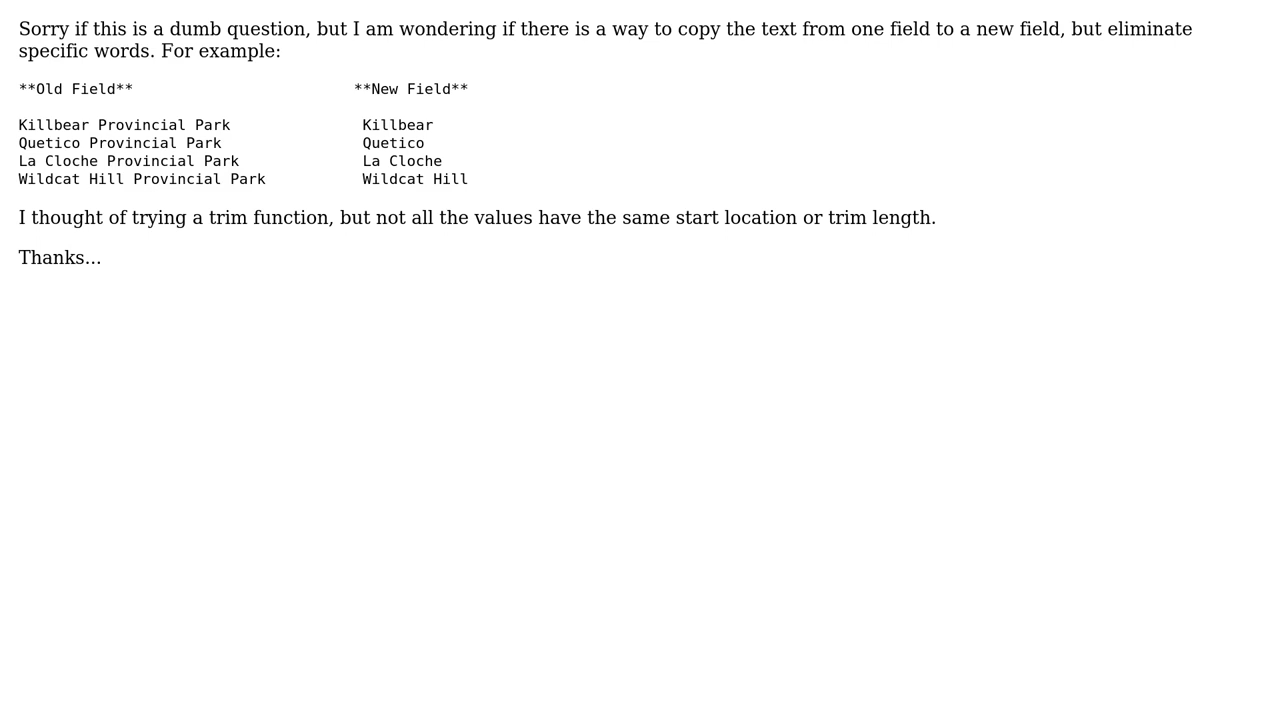 Sorry if this is a dumb question, but I am wondering if there is a way to copy the text from one field to a new field, but eliminate
specific words. For example:
**Old Field**                         **New Field**
Killbear Provincial Park               Killbear
Quetico Provincial Park                Quetico
La Cloche Provincial Park              La Cloche
Wildcat Hill Provincial Park           Wildcat Hill
I thought of trying a trim function, but not all the values have the same start location or trim length.
Thanks...